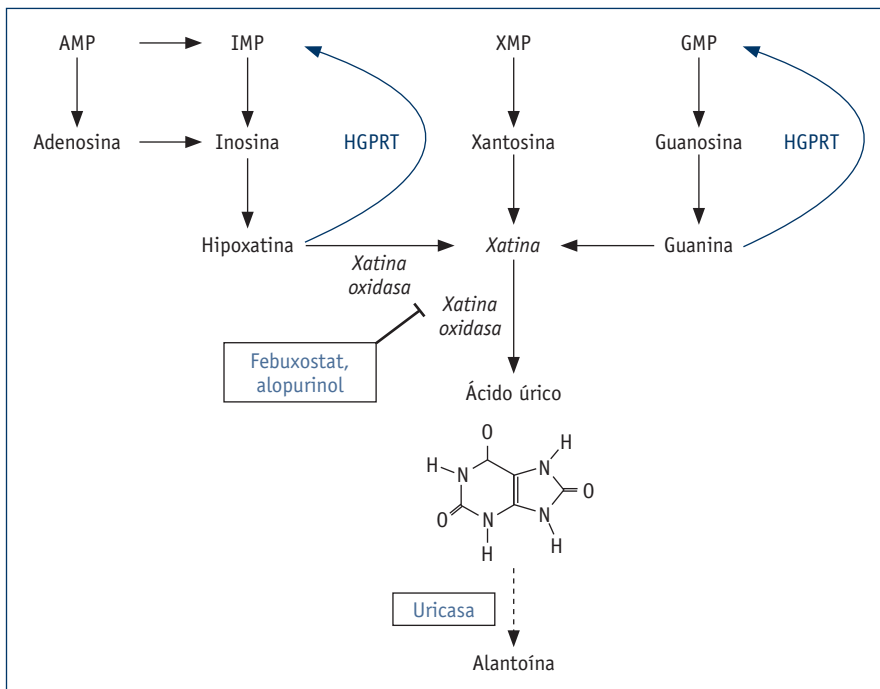 AMP
IMP
XMP
GMP
Adenosina
Inosina
HGPRT
Xantosina
Guanosina
HGPRT
Hipoxatina
Xatina
Guanina
Xatina
oxidasa
Xatina
oxidasa
Febuxostat,
alopurinol
Ácido úrico
O
H
N
N
H
O
O
N
N
H
H
Uricasa
Alantoína